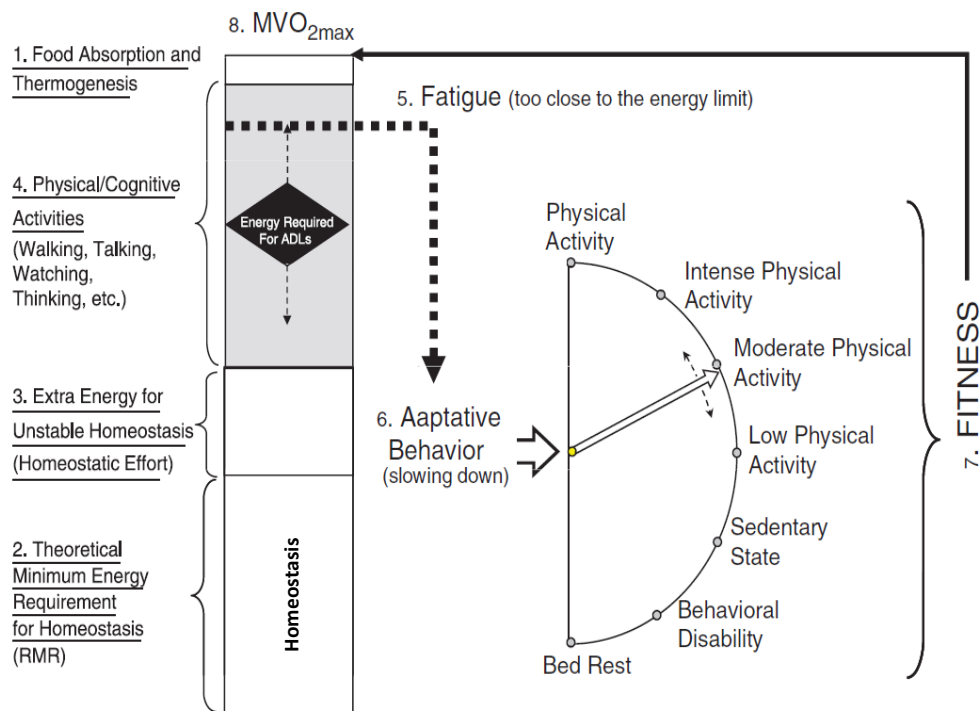 8. MVO2max
1. Food Absorption and
Thermogenesis
5. Fatigue (too close to the energy limit)
4. Physical/Cognitive
Activities
(Walking, Talking,
Watching,
Thinking, etc.)
Energy Required
For ADLs
3. Extra Energy for
Unstable Homeostasis
(Homeostatic Effort)
6. Aaptative
Behavior
(slowing down)
2. Theoretical
Minimum Energy
Requirement
for Homeostasis
(RMR)
Homeostasis
Physical
Activity
Intense Physical
Activity
Moderate Physical
Activity
Low Physical
Activity
Sedentary
State
Behavioral
Disability
Bed Rest
7. FITNESS